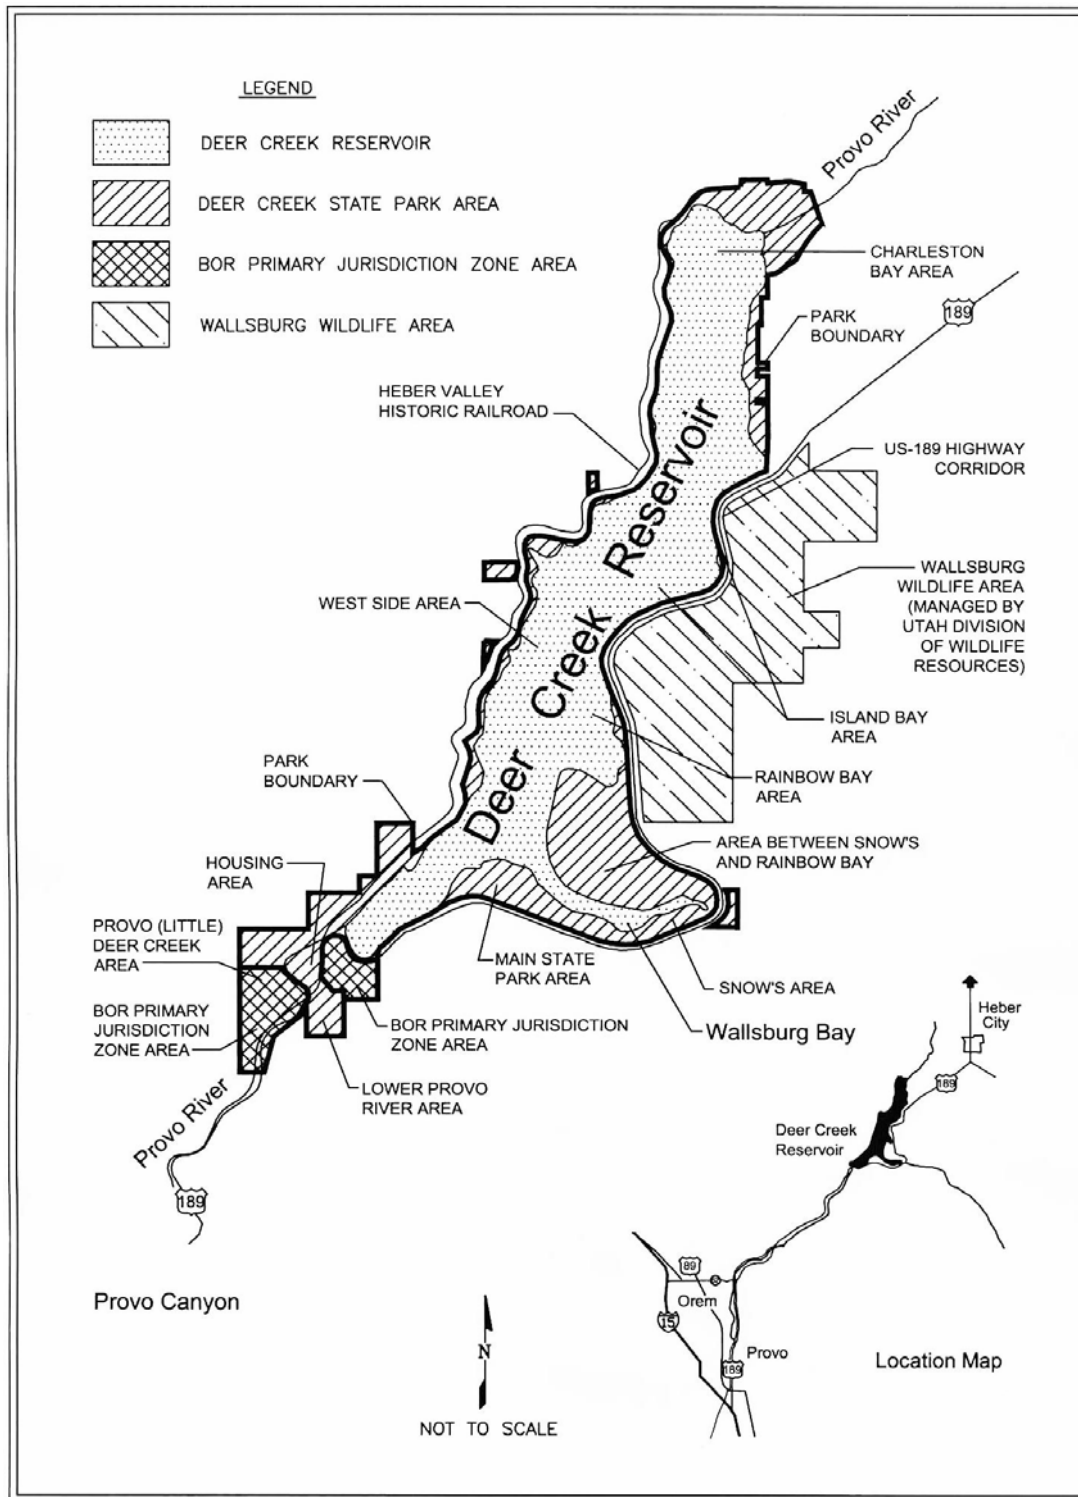 LEGEND
DEER CREEK RESERVOIR
DEER CREEK STATE PARK AREA
BOR PRIMARY JURISDICTION ZONE AREA
WALLSBURG WILDLIFE AREA
Provo River
CHARLESTON
BAY AREA
189
PARK
BOUNDARY
HEBER VALLEY
HISTORIC RAILROAD
US-189 HIGHWAY
CORRIDOR
Deer Creek Reservoir
WALLSBURG
WILDLIFE AREA
(MANAGED BY
UTAH DIVISION
OF WILDLIFE
RESOURCES)
WEST SIDE AREA
ISLAND BAY
AREA
RAINBOW BAY
AREA
PARK
BOUNDARY
AREA BETWEEN SNOW'S
AND RAINBOW BAY
HOUSING
AREA
PROVO (LITTLE)
DEER CREEK
AREA
MAIN STATE
PARK AREA
SNOW'S AREA
BOR PRIMARY
JURISDICTION
ZONE AREA
BOR PRIMARY JURISDICTION
ZONE AREA
Wallsburg Bay
LOWER PROVO
RIVER AREA
Provo River
189
Provo Canyon
N
NOT TO SCALE
Heber
City
189
Deer Creek
Reservoir
89
Orem
15
Provo
189
Location Map